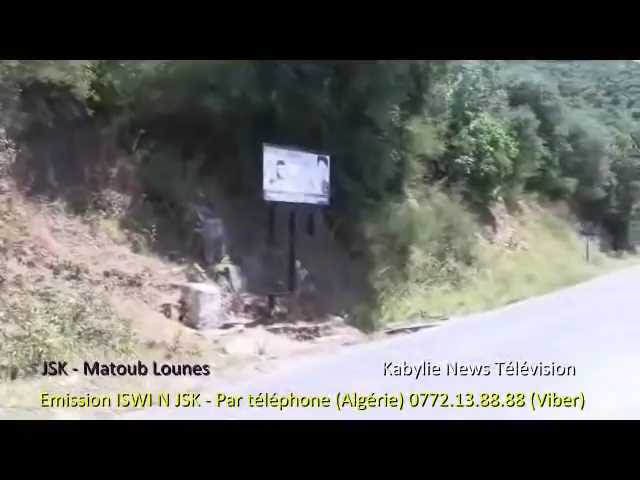 JSK - Matoub Lounes
Kabylie News Télévision
Emission ISWI N JSK - Par téléphone (Algérie) 0772.13.88.88 (Viber)